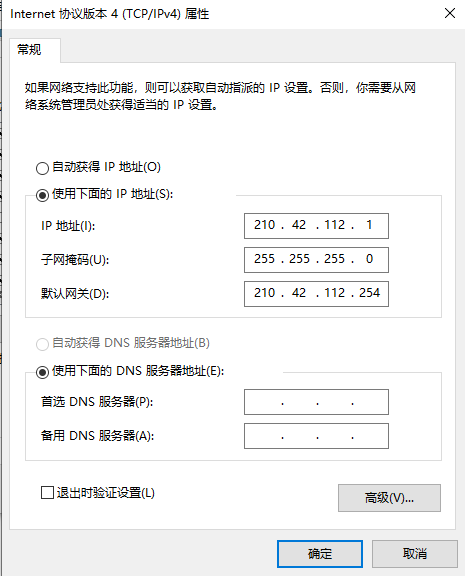 Internet 协议版本 4 (TCP/IPv4) 属性
常规
如果网络支持此功能，则可以获取自动指派的 IP 设置。否则，你需要从网
络系统管理员处获得适当的 IP 设置。
自动获得 IP 地址(O)
使用下面的 IP 地址(S):
IP 地址(I): 210 . 42 . 112 . 1
子网掩码(U): 255 . 255 . 255 . 0
默认网关(D): 210 . 42 . 112 . 254
自动获得 DNS 服务器地址(B)
使用下面的 DNS 服务器地址(E):
首选 DNS 服务器(P): . . .
备用 DNS 服务器(A): . . .
退出时验证设置(L)
高级(V)...
确定 取消